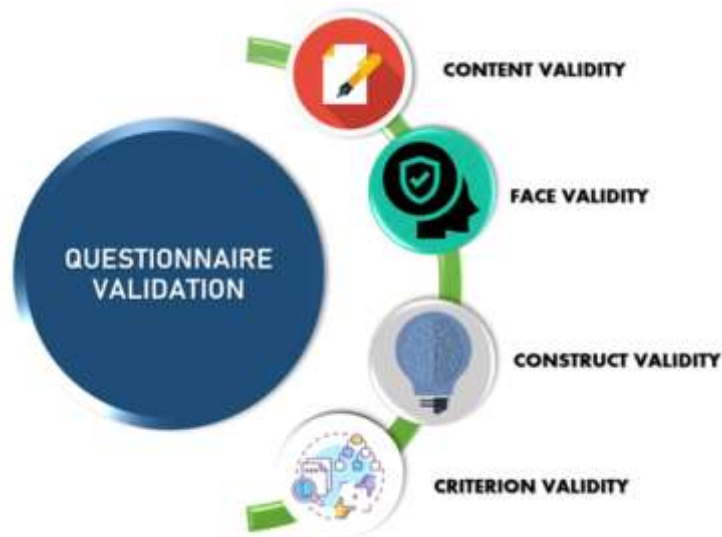 CONTENT VALIDITY
FACE VALIDITY
QUESTIONNAIRE
VALIDATION
CONSTRUCT VALIDITY
CRITERION VALIDITY